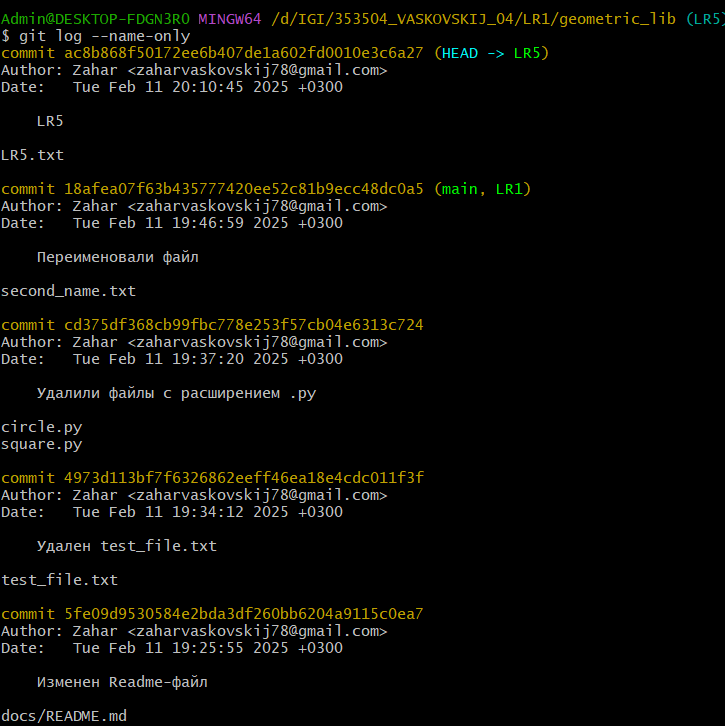 Admin@DESKTOP-FDGN3R0 MINGW64 /d/IGI/353504_VASKOVSKIJ_04/LR1/geometric_lib (LR5)
$ git log --name-only
commit ac8b868f50172ee6b407de1a602fd0010e3c6a27 (HEAD -> LR5)
Author: Zahar <zaharvaskovskij78@gmail.com>
Date:   Tue Feb 11 20:10:45 2025 +0300
    LR5
LR5.txt
commit 18afea07f63b435777420ee52c81b9ecc48dc0a5 (main, LR1)
Author: Zahar <zaharvaskovskij78@gmail.com>
Date:   Tue Feb 11 19:46:59 2025 +0300
    Переименовали файл
second_name.txt
commit cd375df368cb99fbc778e253f57cb04e6313c724
Author: Zahar <zaharvaskovskij78@gmail.com>
Date:   Tue Feb 11 19:37:20 2025 +0300
    Удалили файлы с расширением .py
circle.py
square.py
commit 4973d113bf7f6326862eeff46ea18e4cdc011f3f
Author: Zahar <zaharvaskovskij78@gmail.com>
Date:   Tue Feb 11 19:34:12 2025 +0300
    Удален test_file.txt
test_file.txt
commit 5fe09d9530584e2bda3df260bb6204a9115c0ea7
Author: Zahar <zaharvaskovskij78@gmail.com>
Date:   Tue Feb 11 19:25:55 2025 +0300
    Изменен Readme-файл
docs/README.md